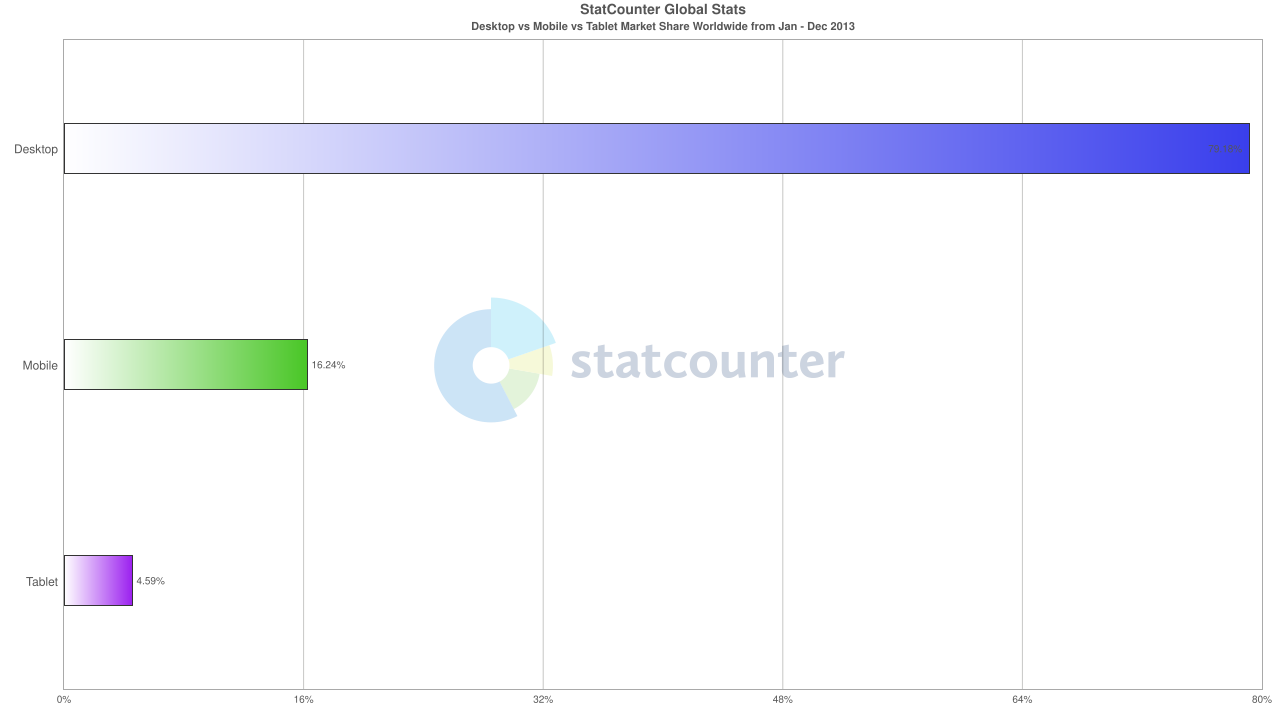 StatCounter Global Stats
Desktop vs Mobile vs Tablet Market Share Worldwide from Jan - Dec 2013
Desktop
Mobile
16.24%
statcounter
Tablet
4.59%
0%
16%
32%
48%
64%
80%